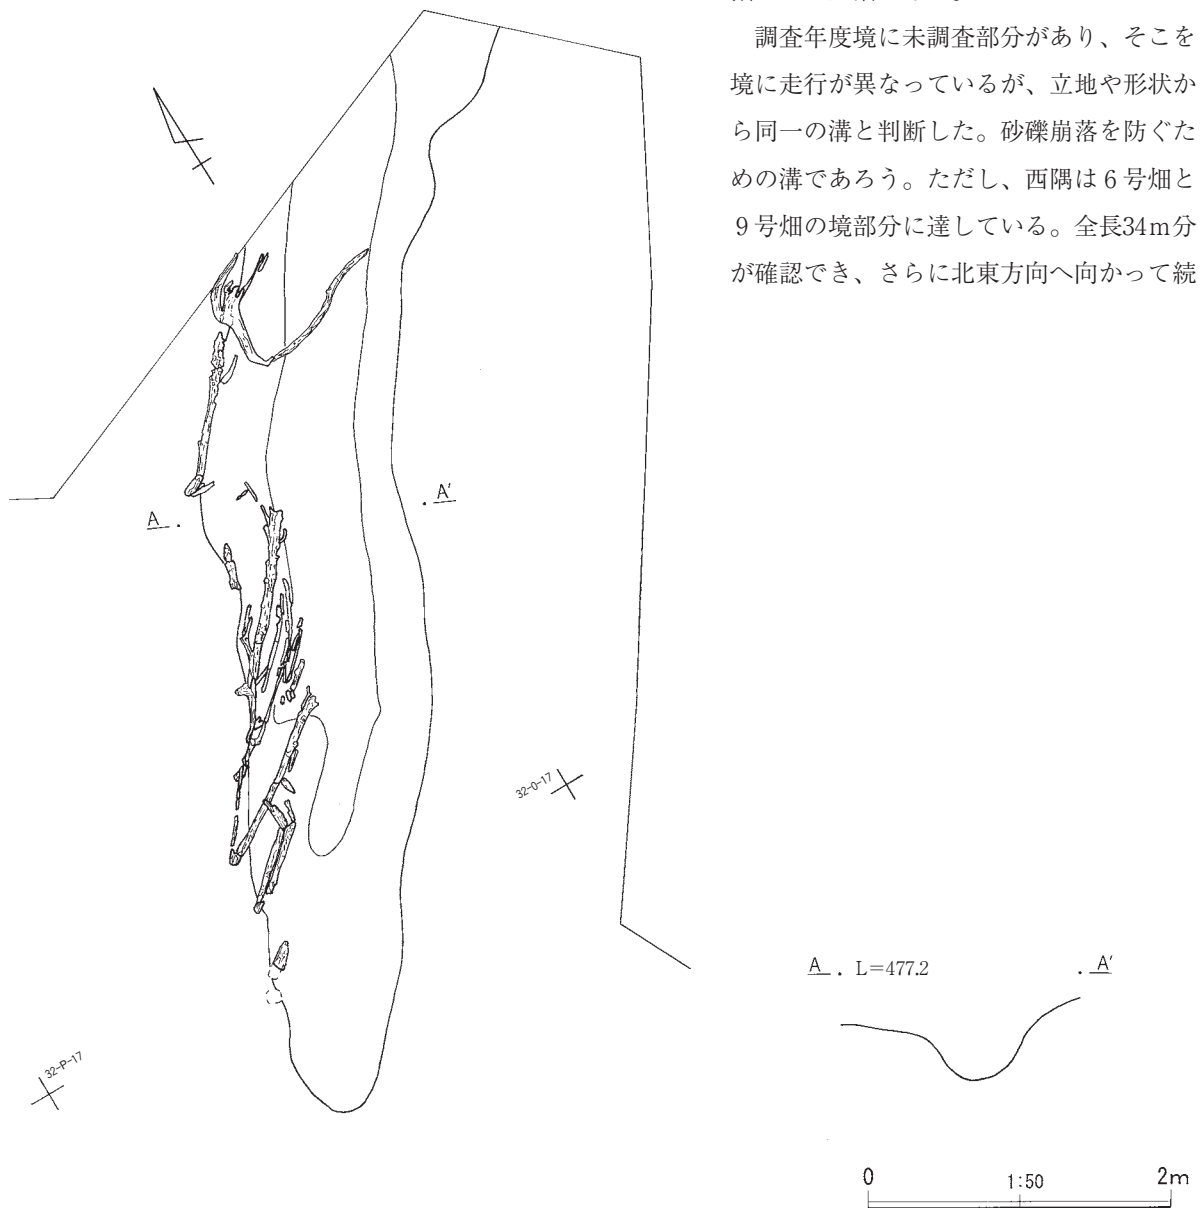 調査年度境に未調査部分があり、そこを
境に走行が異なっているが、立地や形状か
ら同一の溝と判断した。砂礫崩落を防ぐた
めの溝であろう。ただし、西隅は６号畑と
９号畑の境部分に達している。全長34m分
が確認でき、さらに北東方向へ向かって続
A .
. A'
32-O-17
32-P-17
A . L=477.2 . A'
0 1:50 2m